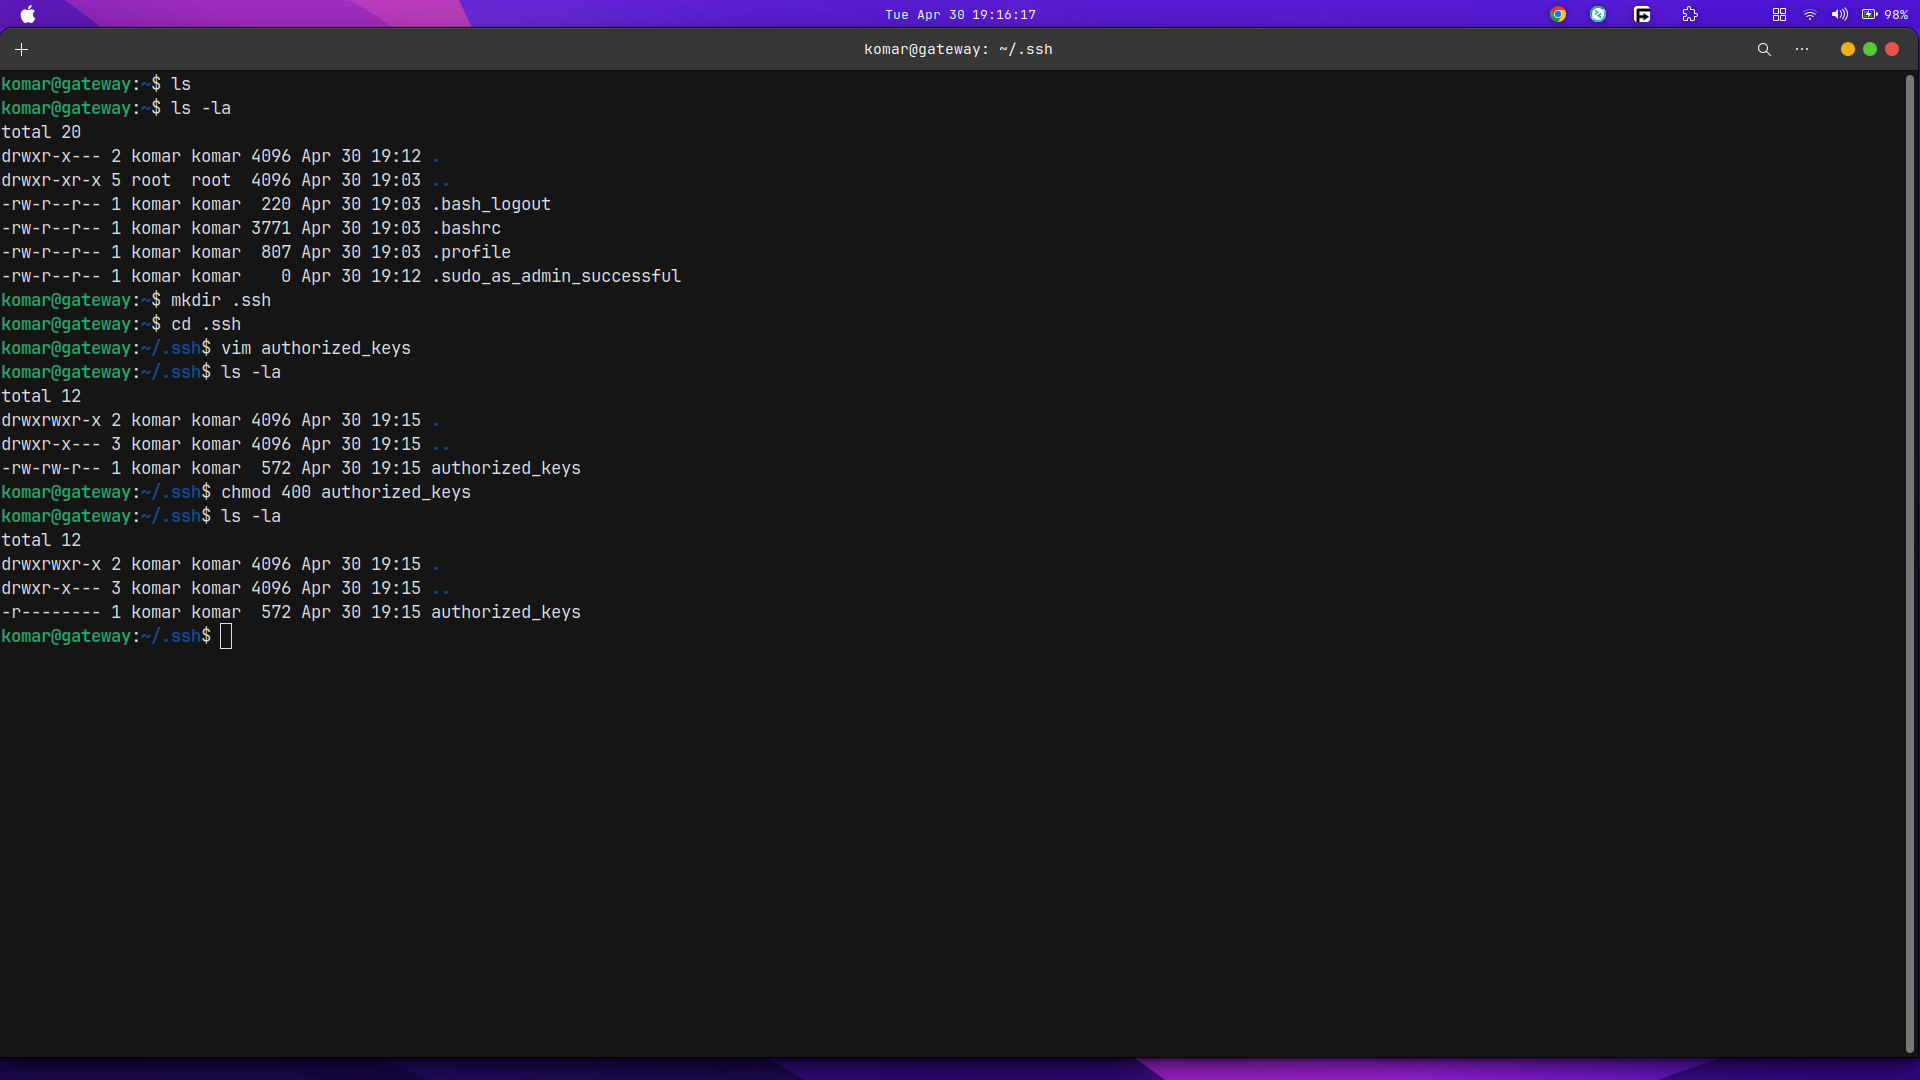 Tue Apr 30 19:16:17
98%
komar@gateway: ~/.ssh
komar@gateway:~$ ls
komar@gateway:~$ ls -la
total 20
drwxr-x--- 2 komar komar 4096 Apr 30 19:12 .
drwxr-xr-x 5 root  root  4096 Apr 30 19:03 ..
-rw-r--r-- 1 komar komar  220 Apr 30 19:03 .bash_logout
-rw-r--r-- 1 komar komar 3771 Apr 30 19:03 .bashrc
-rw-r--r-- 1 komar komar  807 Apr 30 19:03 .profile
-rw-r--r-- 1 komar komar    0 Apr 30 19:12 .sudo_as_admin_successful
komar@gateway:~$ mkdir .ssh
komar@gateway:~$ cd .ssh
komar@gateway:~/.ssh$ vim authorized_keys
komar@gateway:~/.ssh$ ls -la
total 12
drwxrwxr-x 2 komar komar 4096 Apr 30 19:15 .
drwxr-x--- 3 komar komar 4096 Apr 30 19:15 ..
-rw-rw-r-- 1 komar komar  572 Apr 30 19:15 authorized_keys
komar@gateway:~/.ssh$ chmod 400 authorized_keys
komar@gateway:~/.ssh$ ls -la
total 12
drwxrwxr-x 2 komar komar 4096 Apr 30 19:15 .
drwxr-x--- 3 komar komar 4096 Apr 30 19:15 ..
-r-------- 1 komar komar  572 Apr 30 19:15 authorized_keys
komar@gateway:~/.ssh$